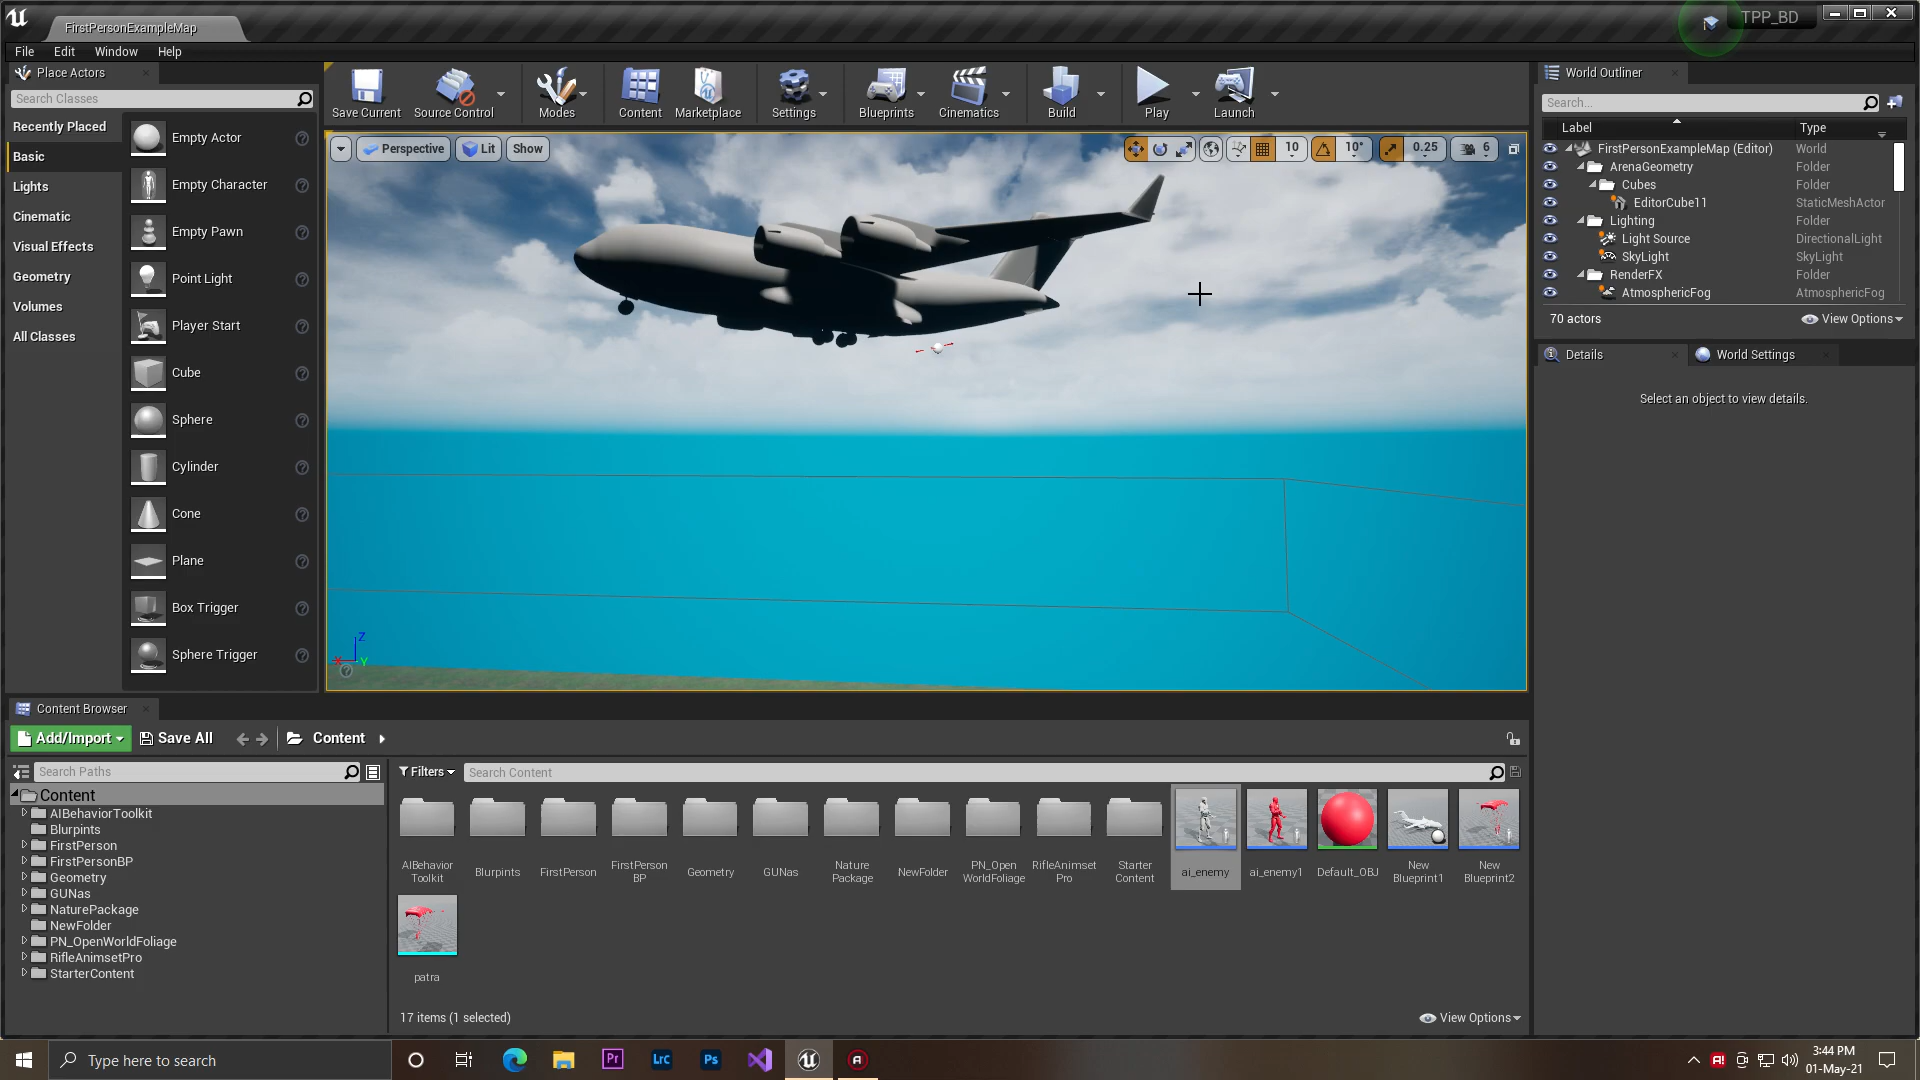 FirstPersonExampleMap
TPP_BD
File Edit Window Help
Place Actors
Search Classes
Recently Placed
Basic
Lights
Cinematic
Visual Effects
Geometry
Volumes
All Classes
Empty Actor
Empty Character
Empty Pawn
Point Light
Player Start
Cube
Sphere
Cylinder
Cone
Plane
Box Trigger
Sphere Trigger
Save Current Source Control Modes Content Marketplace Settings Blueprints Cinematics Build Play Launch
Perspective Lit Show 10 10° 0.25 6
Z
X Y
World Outliner
Search...
Label Type
FirstPersonExampleMap (Editor) World
ArenaGeometry Folder
Cubes Folder
EditorCube11 StaticMeshActor
Lighting Folder
Light Source DirectionalLight
SkyLight SkyLight
RenderFX Folder
AtmosphericFog AtmosphericFog
70 actors View Options
Details World Settings
Select an object to view details.
Content Browser
Add/Import Save All Content
Search Paths
Content
AIBehaviorToolkit
Blurpints
FirstPerson
FirstPersonBP
Geometry
GUNas
NaturePackage
NewFolder
PN_OpenWorldFoliage
RifleAnimsetPro
StarterContent
Filters Search Content
AIBehavior
Toolkit
Blurpints
FirstPerson
FirstPerson
BP
Geometry
GUNas
Nature
Package
NewFolder
PN_Open
WorldFoliage
RifleAnimset
Pro
Starter
Content
ai_enemy
ai_enemy1
Default_OBJ
New
Blueprint1
New
Blueprint2
patra
17 items (1 selected) View Options
Type here to search
Pr Lrc Ps
3:44 PM
01-May-21